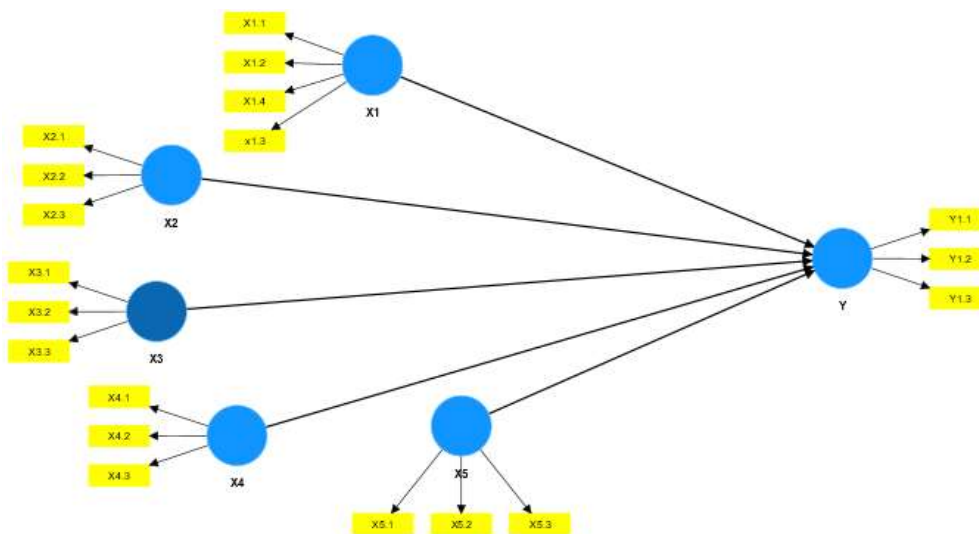 X1.1
X1.2
X1.4
x1.3
X1
X2.1
X2.2
X2.3
X2
X3.1
X3.2
X3.3
X3
X4.1
X4.2
X4.3
X4
X5
X5.1
X5.2
X5.3
Y
Y1.1
Y1.2
Y1.3